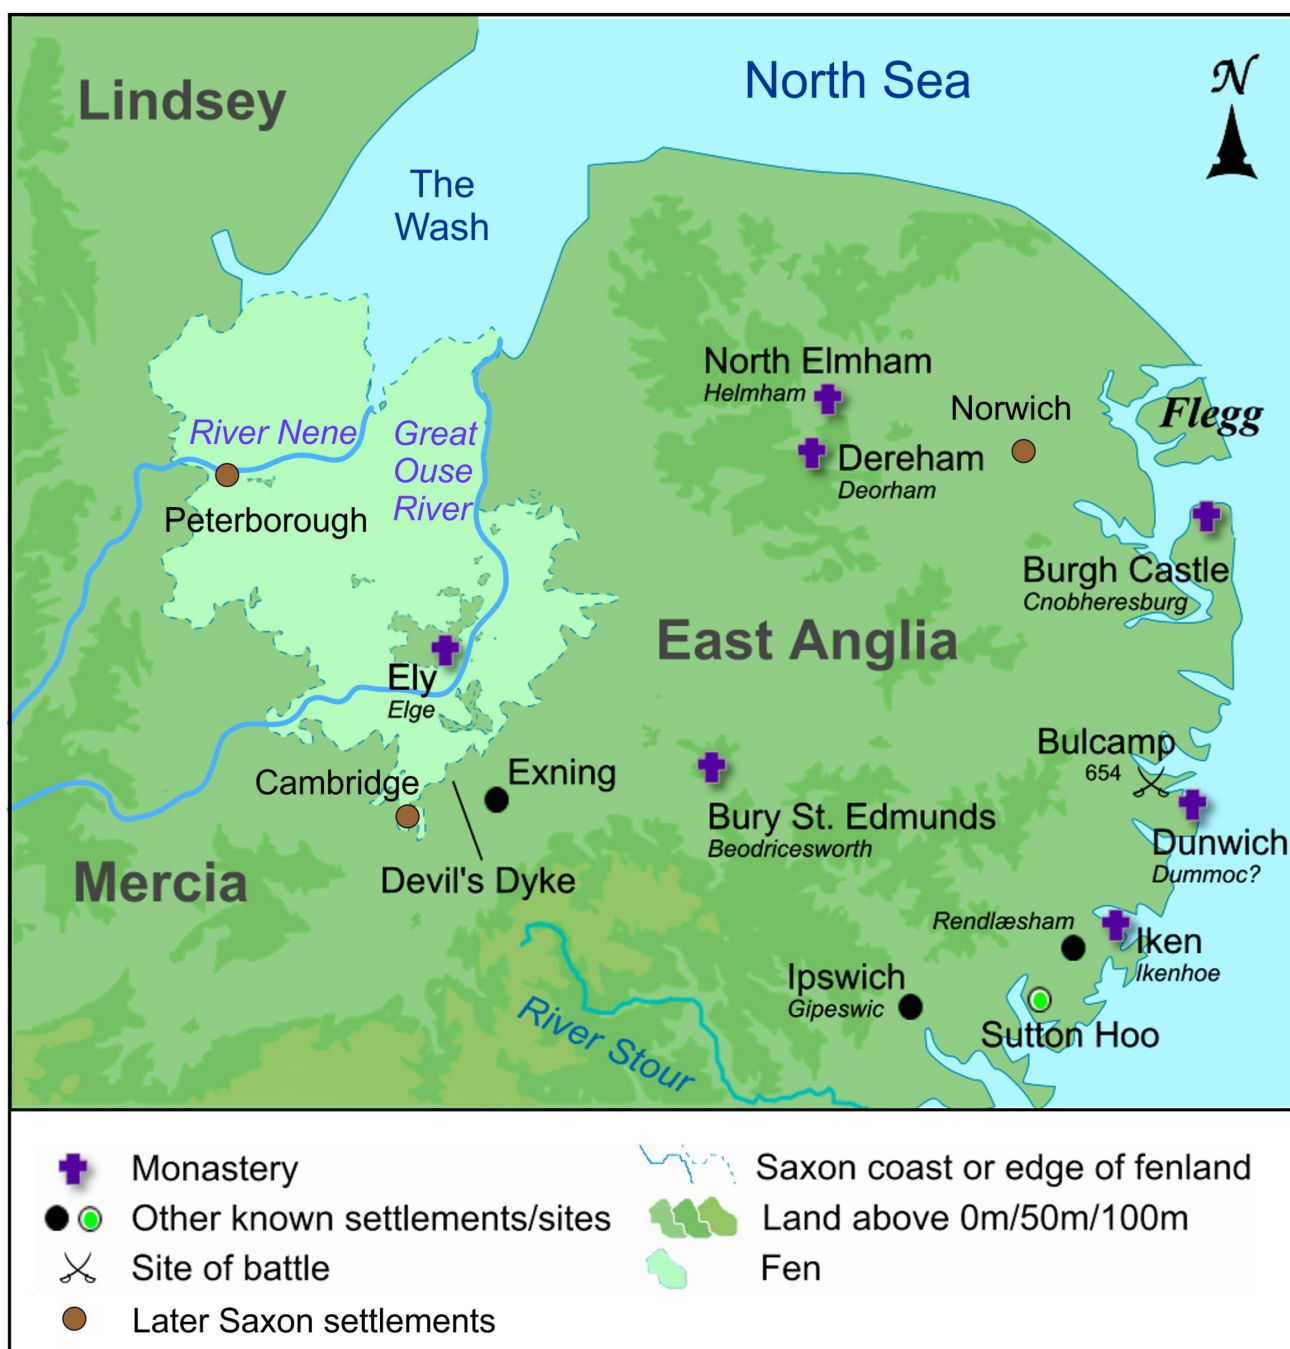 North Sea
N
Lindsey
The
Wash
North Elmham
Helmham
Norwich
Flegg
River Nene
Great
Ouse
River
Dereham
Deorham
Peterborough
Burgh Castle
Cnobheresburg
East Anglia
Ely
Elge
Bulcamp
654
Exning
Cambridge
Bury St. Edmunds
Beodricesworth
Dunwich
Dummoc?
Mercia
Devil's Dyke
Rendlæsham
Iken
Ikenhoe
Ipswich
Gipeswic
River Stour
Sutton Hoo
Monastery
Saxon coast or edge of fenland
Other known settlements/sites
Land above 0m/50m/100m
Site of battle
Fen
Later Saxon settlements